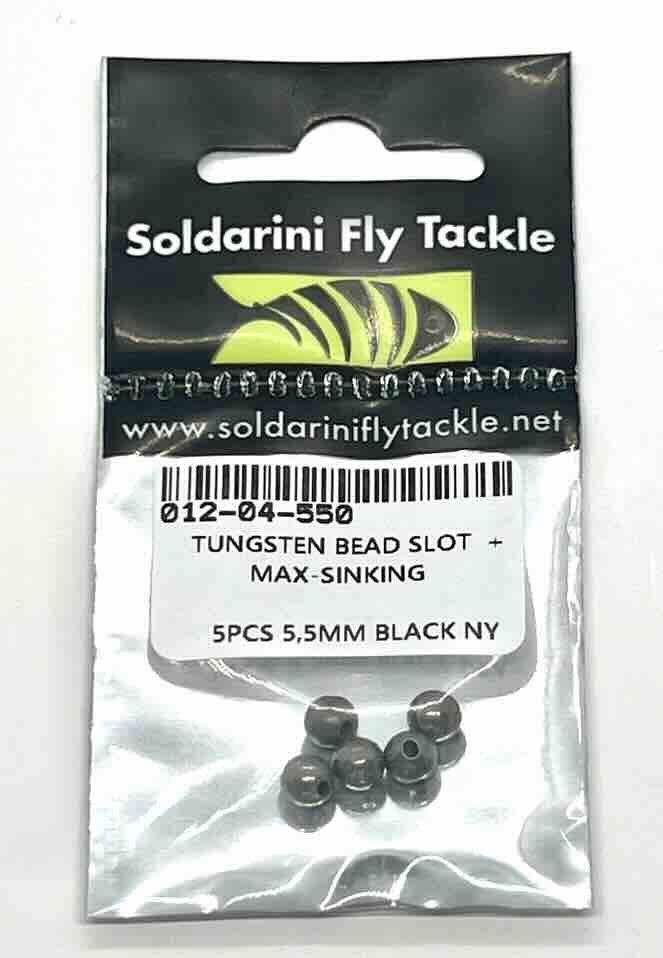 Soldarini Fly Tackle
www.soldariniflytackle.net
012-04-550
TUNGSTEN BEAD SLOT +
MAX-SINKING
5PCS 5,5MM BLACK NY